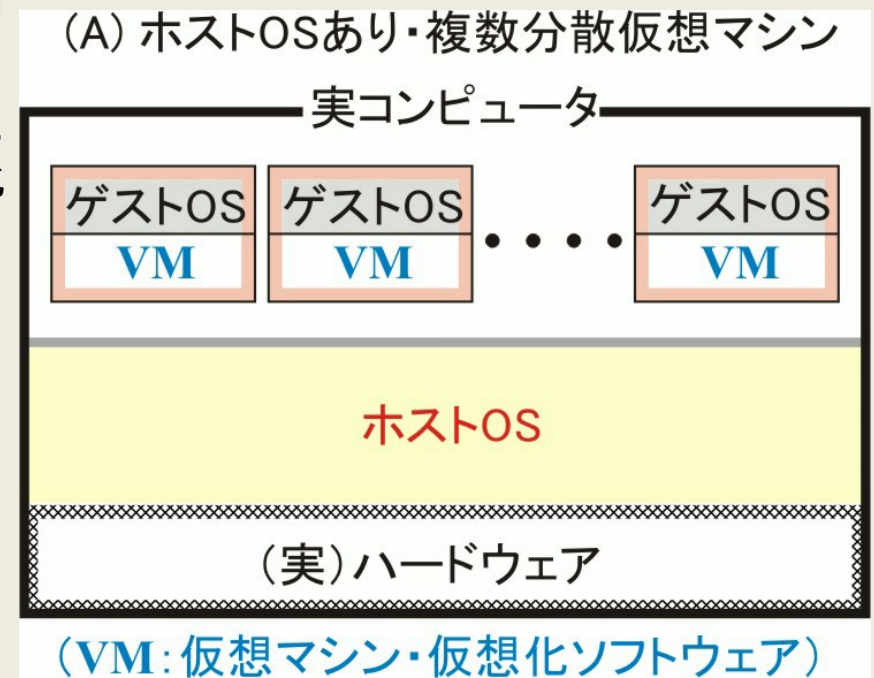 (A) ホストOSあり・複数分散仮想マシン
実コンピュータ
ゲストOS ゲストOS ゲストOS
VM VM ・・・・ VM
ホストOS
(実)ハードウェア
(VM:仮想マシン・仮想化ソフトウェア)